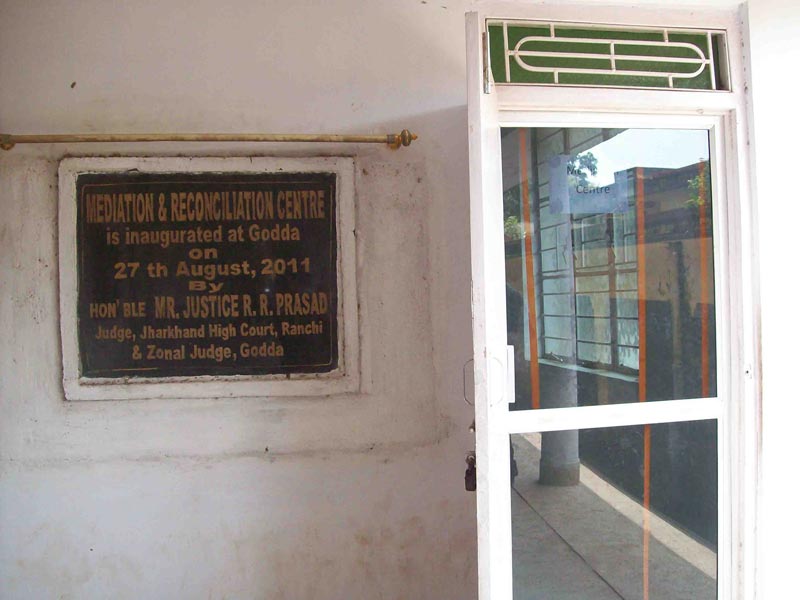 MEDIATION & RECONCILIATION CENTRE
is inaugurated at Godda
on
27 th August, 2011
By
HON' BLE MR. JUSTICE R. R. PRASAD
Judge, Jharkhand High Court, Ranchi
& Zonal Judge, Godda
Centre